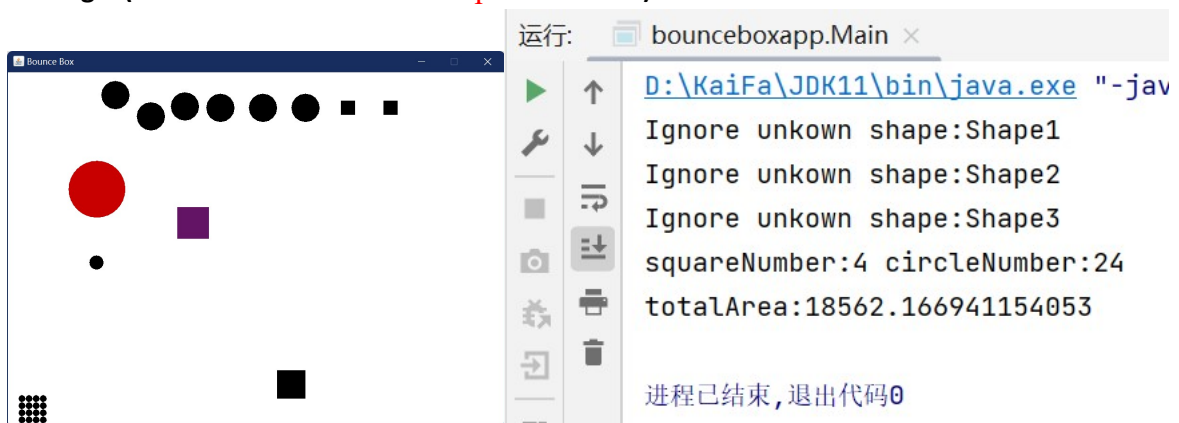 运行: bounceboxapp.Main
Bounce Box
D:\KaiFa\JDK11\bin\java.exe "-jav
Ignore unkown shape:Shape1
Ignore unkown shape:Shape2
Ignore unkown shape:Shape3
squareNumber:4 circleNumber:24
totalArea:18562.166941154053
进程已结束,退出代码0